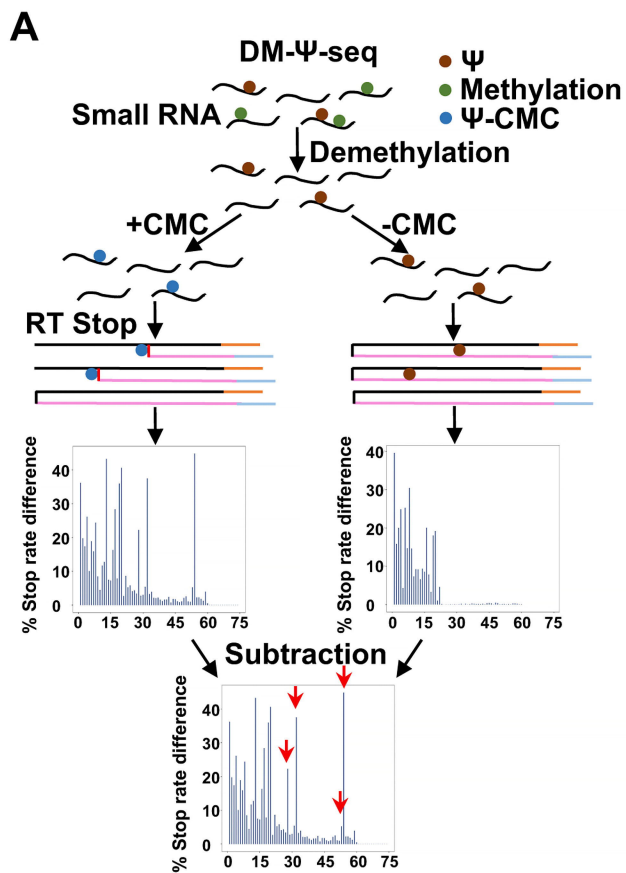 A
DM-Ψ-seq
Ψ
Methylation
Ψ-CMC
Small RNA
Demethylation
+CMC
-CMC
RT Stop
% Stop rate difference
40
30
20
10
0
0 15 30 45 60 75
% Stop rate difference
40
30
20
10
0
0 15 30 45 60 75
Subtraction
% Stop rate difference
40
30
20
10
0
0 15 30 45 60 75